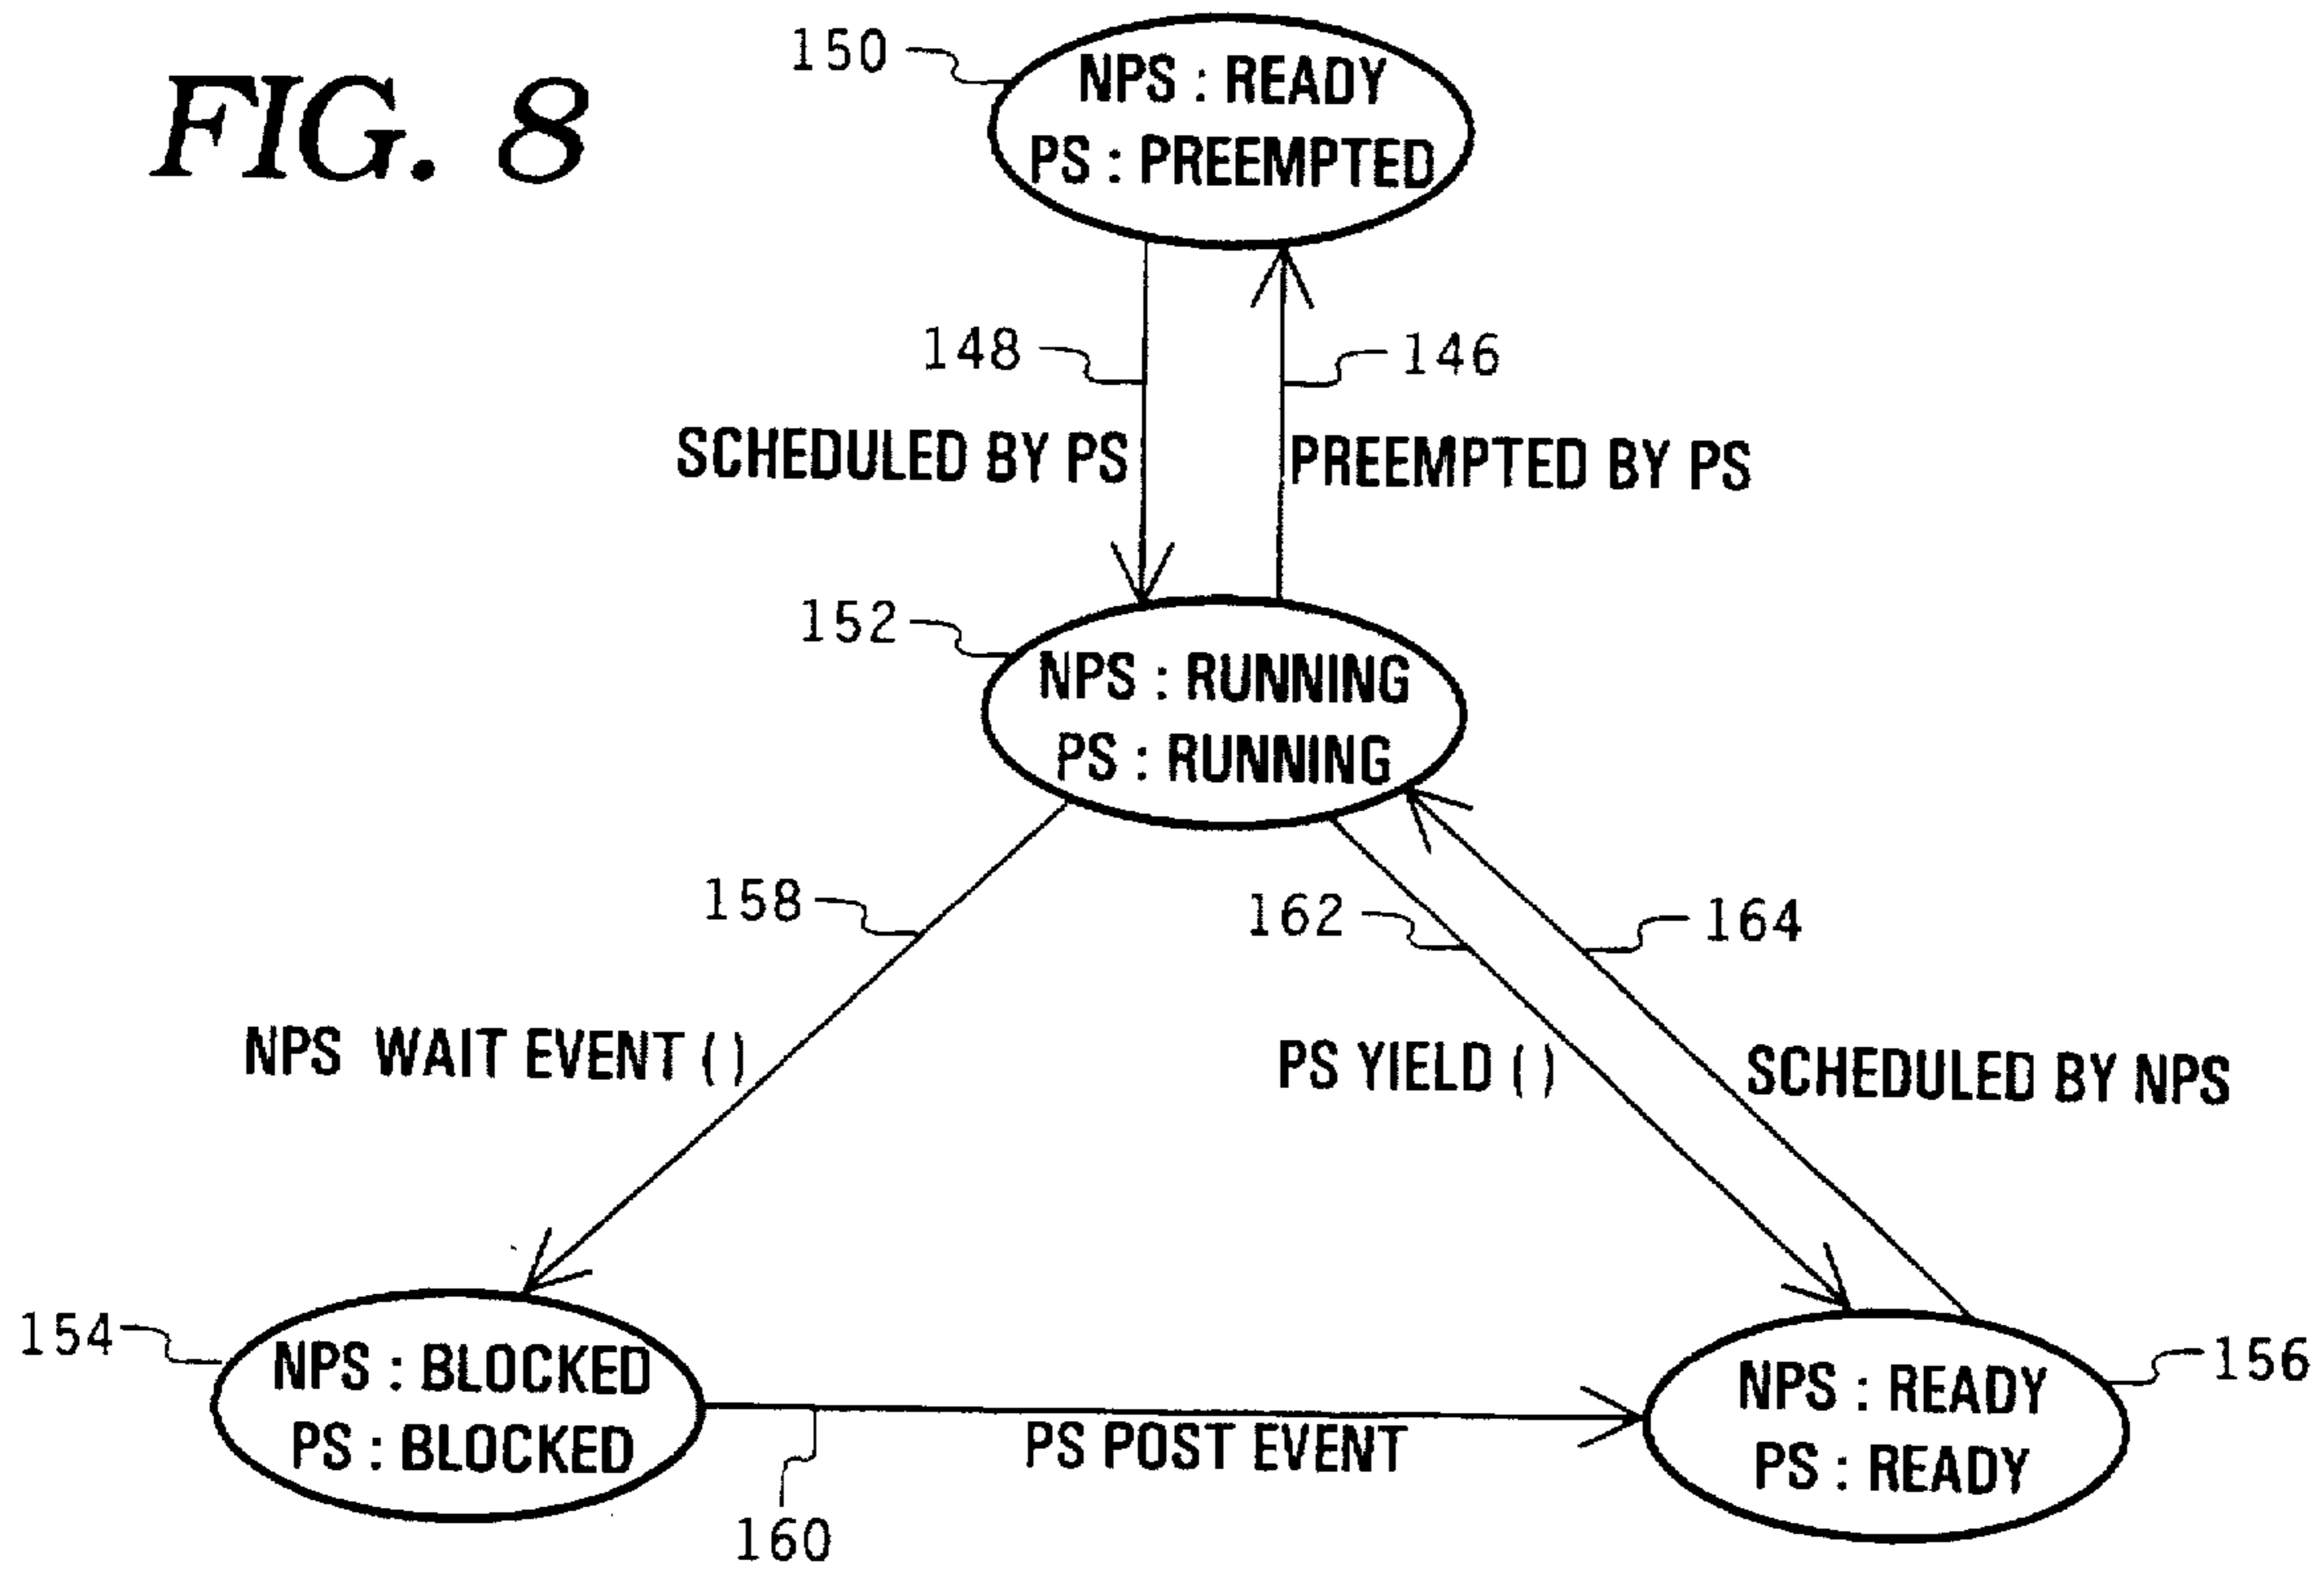 FIG. 8
150
NPS : READY
PS : PREEMPTED
148
146
SCHEDULED BY PS
PREEMPTED BY PS
152
NPS : RUNNING
PS : RUNNING
158
162
164
NPS WAIT EVENT ( )
PS YIELD ( )
SCHEDULED BY NPS
154
NPS : BLOCKED
PS : BLOCKED
156
NPS : READY
PS : READY
PS POST EVENT
160